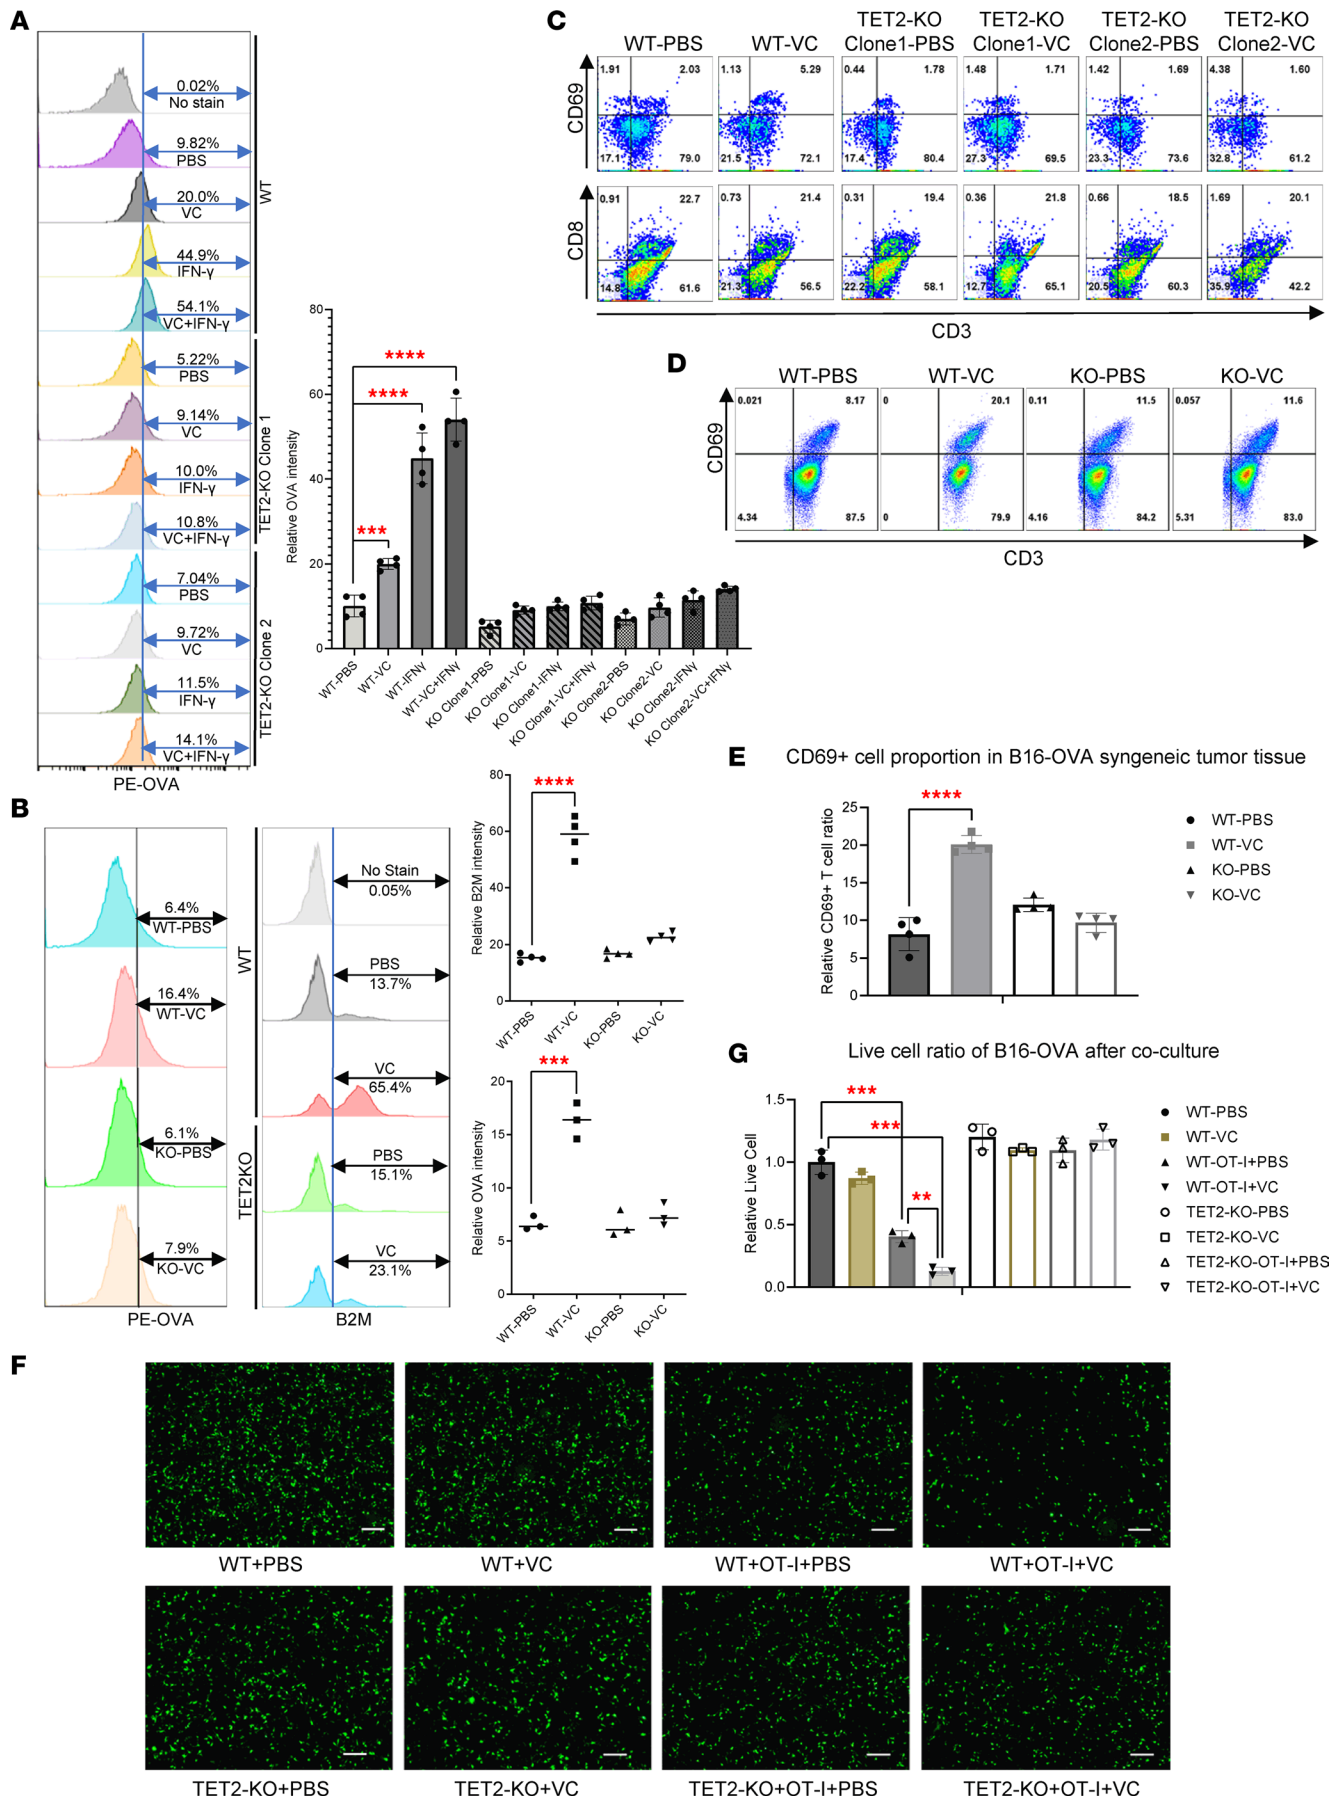 A
0.02%
No stain
9.82%
PBS
20.0%
VC
44.9%
IFN-γ
54.1%
VC+IFN-γ
5.22%
PBS
9.14%
VC
10.0%
IFN-γ
10.8%
VC+IFN-γ
7.04%
PBS
9.72%
VC
11.5%
IFN-γ
14.1%
VC+IFN-γ
WT
TET2-KO Clone 1
TET2-KO Clone 2
PE-OVA
Relative OVA intensity
80
60
40
20
0
****
****
***
WT-PBS
WT-VC
WT-IFNγ
WT-VC+IFNγ
KO Clone1-PBS
KO Clone1-VC
KO Clone1-IFNγ
KO Clone1-VC+IFNγ
KO Clone2-PBS
KO Clone2-VC
KO Clone2-IFNγ
KO Clone2-VC+IFNγ
B
6.4%
WT-PBS
16.4%
WT-VC
6.1%
KO-PBS
7.9%
KO-VC
PE-OVA
WT
TET2KO
No Stain
0.05%
PBS
13.7%
VC
65.4%
PBS
15.1%
VC
23.1%
B2M
Relative B2M intensity
80
60
40
20
0
****
WT-PBS
WT-VC
KO-PBS
KO-VC
Relative OVA intensity
20
15
10
5
0
***
WT-PBS
WT-VC
KO-PBS
KO-VC
C
WT-PBS
WT-VC
TET2-KO
Clone1-PBS
TET2-KO
Clone1-VC
TET2-KO
Clone2-PBS
TET2-KO
Clone2-VC
CD69
1.91 2.03
17.1 79.0
1.13 5.29
21.5 72.1
0.44 1.78
17.4 80.4
1.48 1.71
27.3 69.5
1.42 1.69
23.3 73.6
4.38 1.60
32.8 61.2
CD8
0.91 22.7
14.8 61.6
0.73 21.4
21.3 56.5
0.31 19.4
22.2 58.1
0.36 21.8
12.7 65.1
0.66 18.5
20.5 60.3
1.69 20.1
35.9 42.2
CD3
D
WT-PBS
WT-VC
KO-PBS
KO-VC
CD69
0.021 8.17
4.34 87.5
0 20.1
0 79.9
0.11 11.5
4.16 84.2
0.057 11.6
5.31 83.0
CD3
E
CD69+ cell proportion in B16-OVA syngeneic tumor tissue
Relative CD69+ T cell ratio
25
20
15
10
5
0
****
WT-PBS
WT-VC
KO-PBS
KO-VC
G
Live cell ratio of B16-OVA after co-culture
Relative Live Cell
1.5
1.0
0.5
0.0
***
***
**
WT-PBS
WT-VC
WT-OT-I+PBS
WT-OT-I+VC
TET2-KO-PBS
TET2-KO-VC
TET2-KO-OT-I+PBS
TET2-KO-OT-I+VC
F
WT+PBS
WT+VC
WT+OT-I+PBS
WT+OT-I+VC
TET2-KO+PBS
TET2-KO+VC
TET2-KO+OT-I+PBS
TET2-KO+OT-I+VC